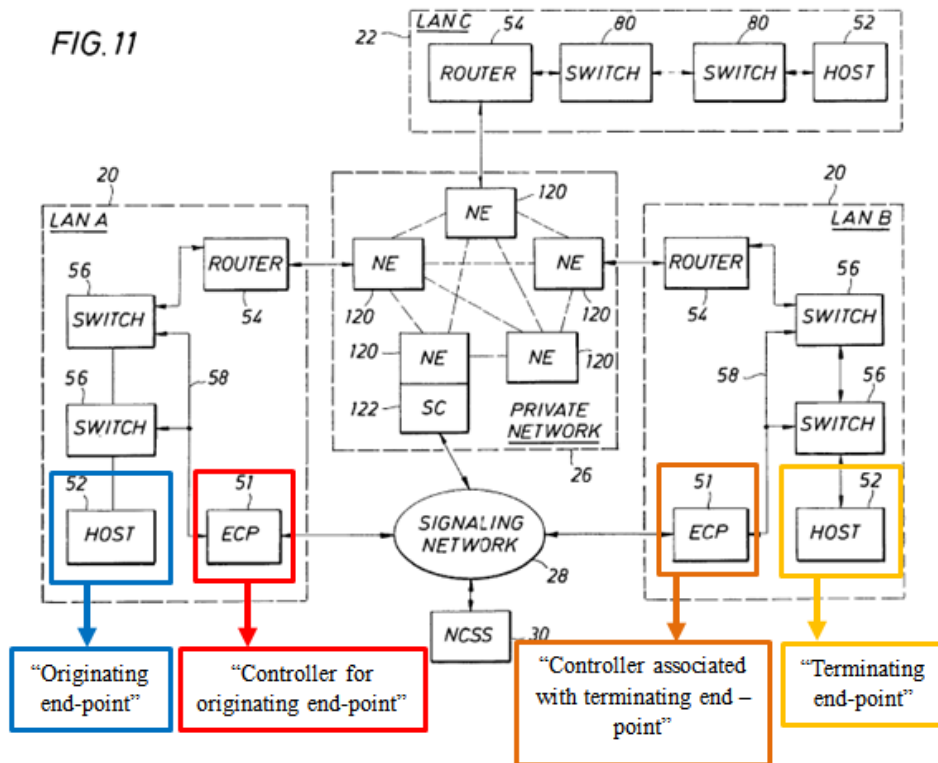 FIG. 11
22
LAN C
54
80
80
52
ROUTER
SWITCH
SWITCH
HOST
20
LAN A
56
ROUTER
54
SWITCH
56
58
SWITCH
52
HOST
51
ECP
120
NE
NE
120
NE
120
120
NE
NE
120
122
SC
PRIVATE
NETWORK
26
20
LAN B
ROUTER
54
56
SWITCH
58
56
SWITCH
51
ECP
52
HOST
SIGNALING
NETWORK
28
NCSS
30
“Originating
end-point”
“Controller for
originating end-point”
“Controller associated
with terminating end –
point”
“Terminating
end-point”